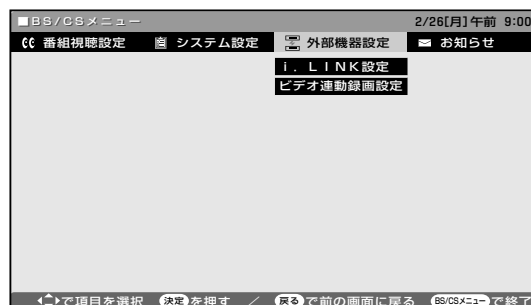 ■BS/CSメニュー 2/26[月]午前 9:00
番組視聴設定 システム設定 外部機器設定 お知らせ
i．LINK設定
ビデオ連動録画設定
で項目を選択 決定を押す ／ 戻るで前の画面に戻る BS/CSメニューで終了